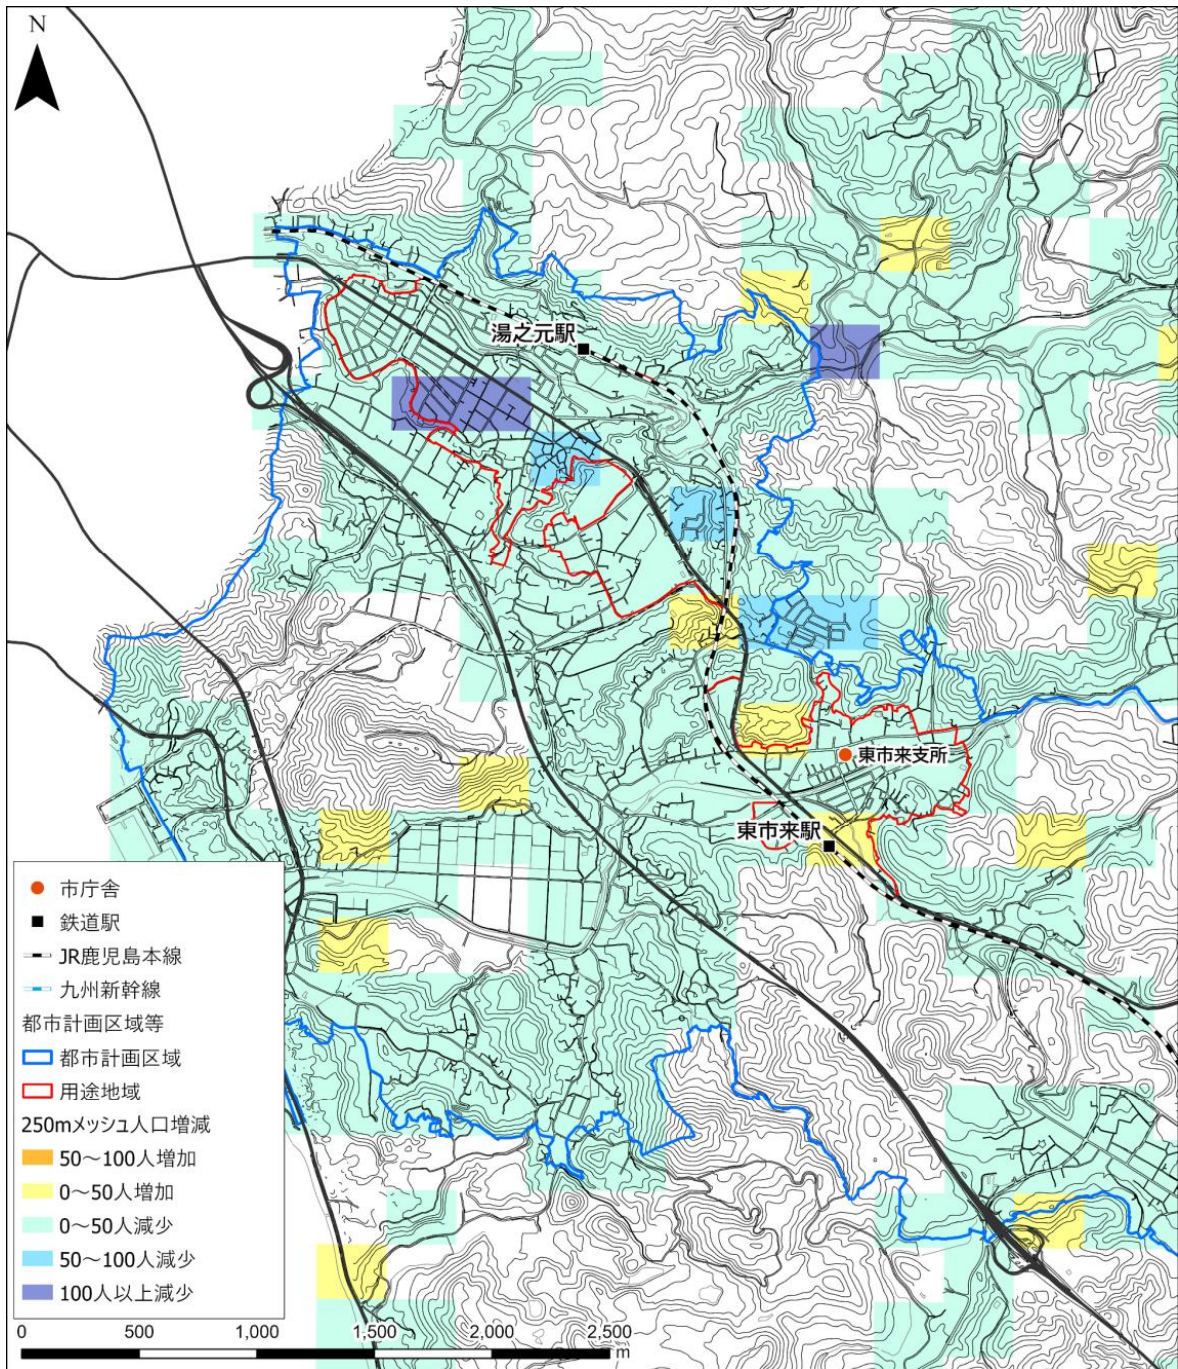 N
湯之元駅
東市来支所
東市来駅
市庁舎
鉄道駅
JR鹿児島本線
九州新幹線
都市計画区域等
都市計画区域
用途地域
250mメッシュ人口増減
50～100人増加
0～50人増加
0～50人減少
50～100人減少
100人以上減少
0 500 1,000 1,500 2,000 2,500
m